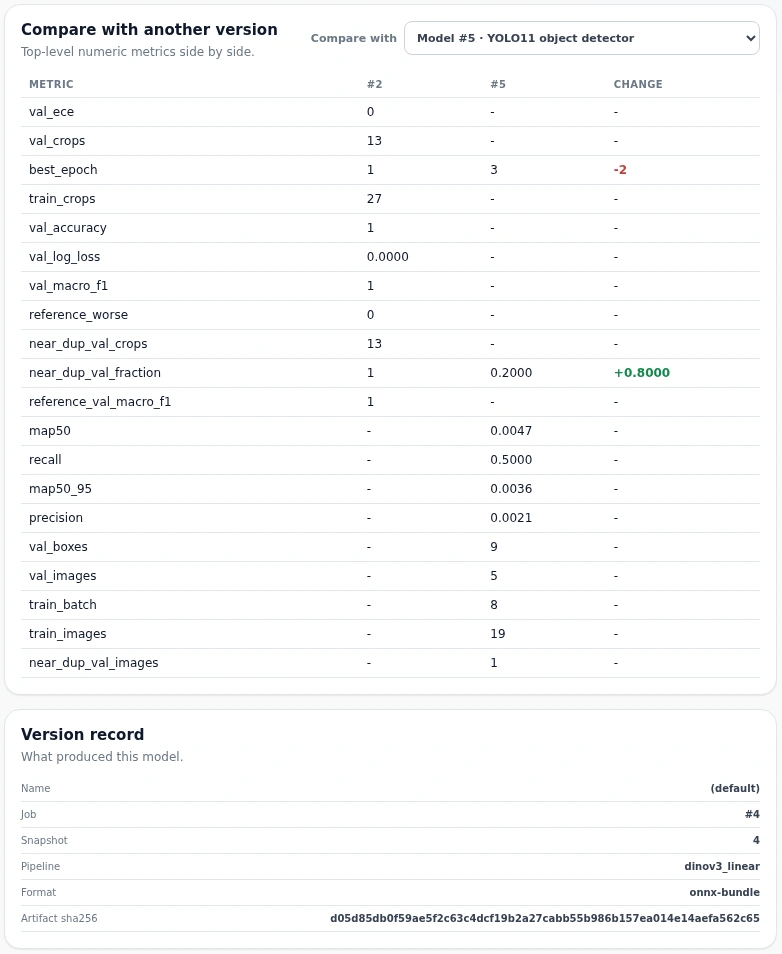 Compare with another version
Top-level numeric metrics side by side.
Compare with Model #5 · YOLO11 object detector
METRIC #2 #5 CHANGE
val_ece 0 - -
val_crops 13 - -
best_epoch 1 3 -2
train_crops 27 - -
val_accuracy 1 - -
val_log_loss 0.0000 - -
val_macro_f1 1 - -
reference_worse 0 - -
near_dup_val_crops 13 - -
near_dup_val_fraction 1 0.2000 +0.8000
reference_val_macro_f1 1 - -
map50 - 0.0047 -
recall - 0.5000 -
map50_95 - 0.0036 -
precision - 0.0021 -
val_boxes - 9 -
val_images - 5 -
train_batch - 8 -
train_images - 19 -
near_dup_val_images - 1 -
Version record
What produced this model.
Name (default)
Job #4
Snapshot 4
Pipeline dinov3_linear
Format onnx-bundle
Artifact sha256 d05d85db0f59ae5f2c63c4dcf19b2a27cabb55b986b157ea014e14aefa562c65